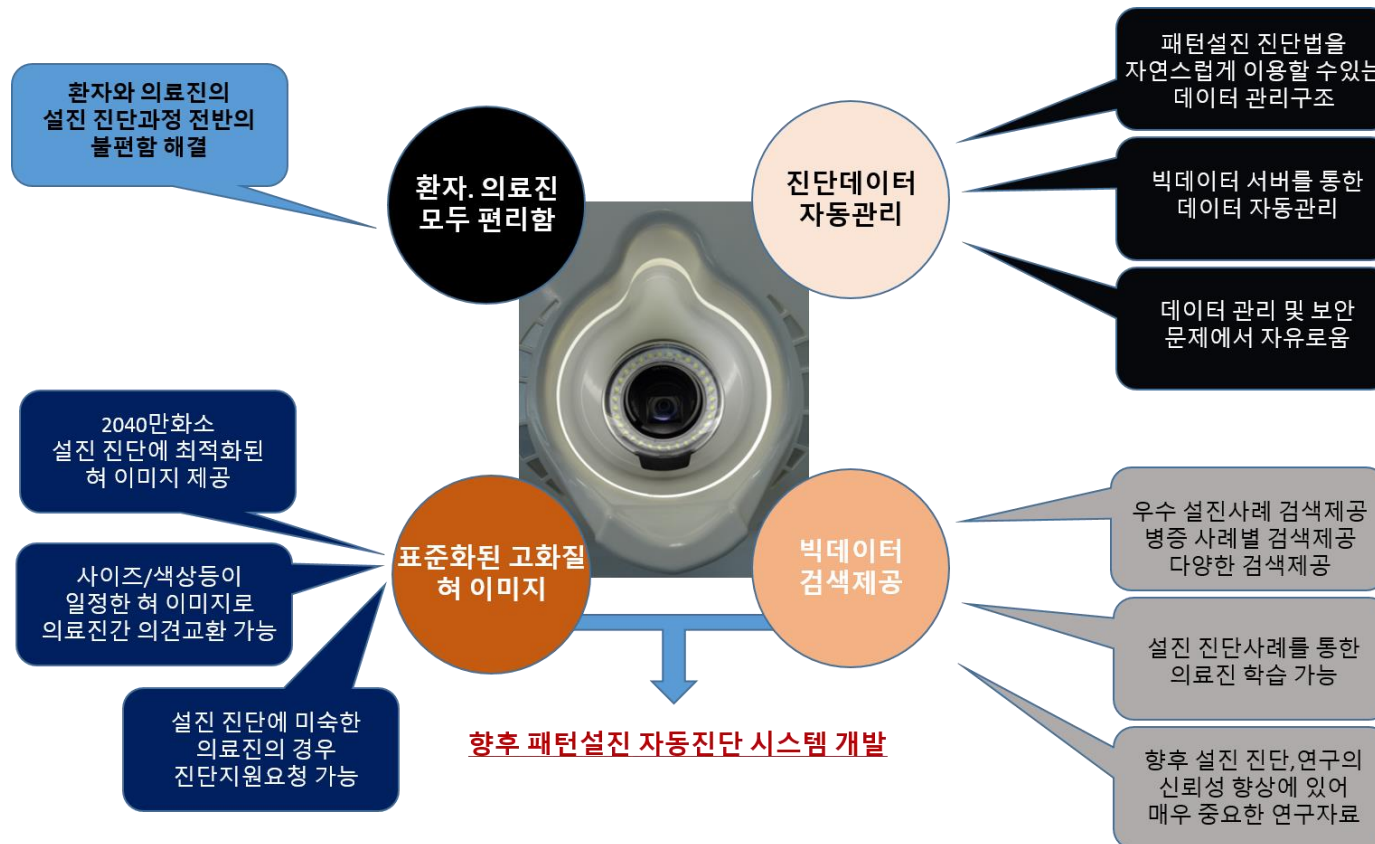 환자와 의료진의
설진 진단과정 전반의
불편함 해결
환자. 의료진
모두 편리함
진단데이터
자동관리
패턴설진 진단법을
자연스럽게 이용할 수있는
데이터 관리구조
빅데이터 서버를 통한
데이터 자동관리
데이터 관리 및 보안
문제에서 자유로움
2040만화소
설진 진단에 최적화된
혀 이미지 제공
사이즈/색상등이
일정한 혀 이미지로
의료진간 의견교환 가능
설진 진단에 미숙한
의료진의 경우
진단지원요청 가능
표준화된 고화질
혀 이미지
빅데이터
검색제공
우수 설진사례 검색제공
병증 사례별 검색제공
다양한 검색제공
설진 진단사례를 통한
의료진 학습 가능
향후 설진 진단,연구의
신뢰성 향상에 있어
매우 중요한 연구자료
향후 패턴설진 자동진단 시스템 개발